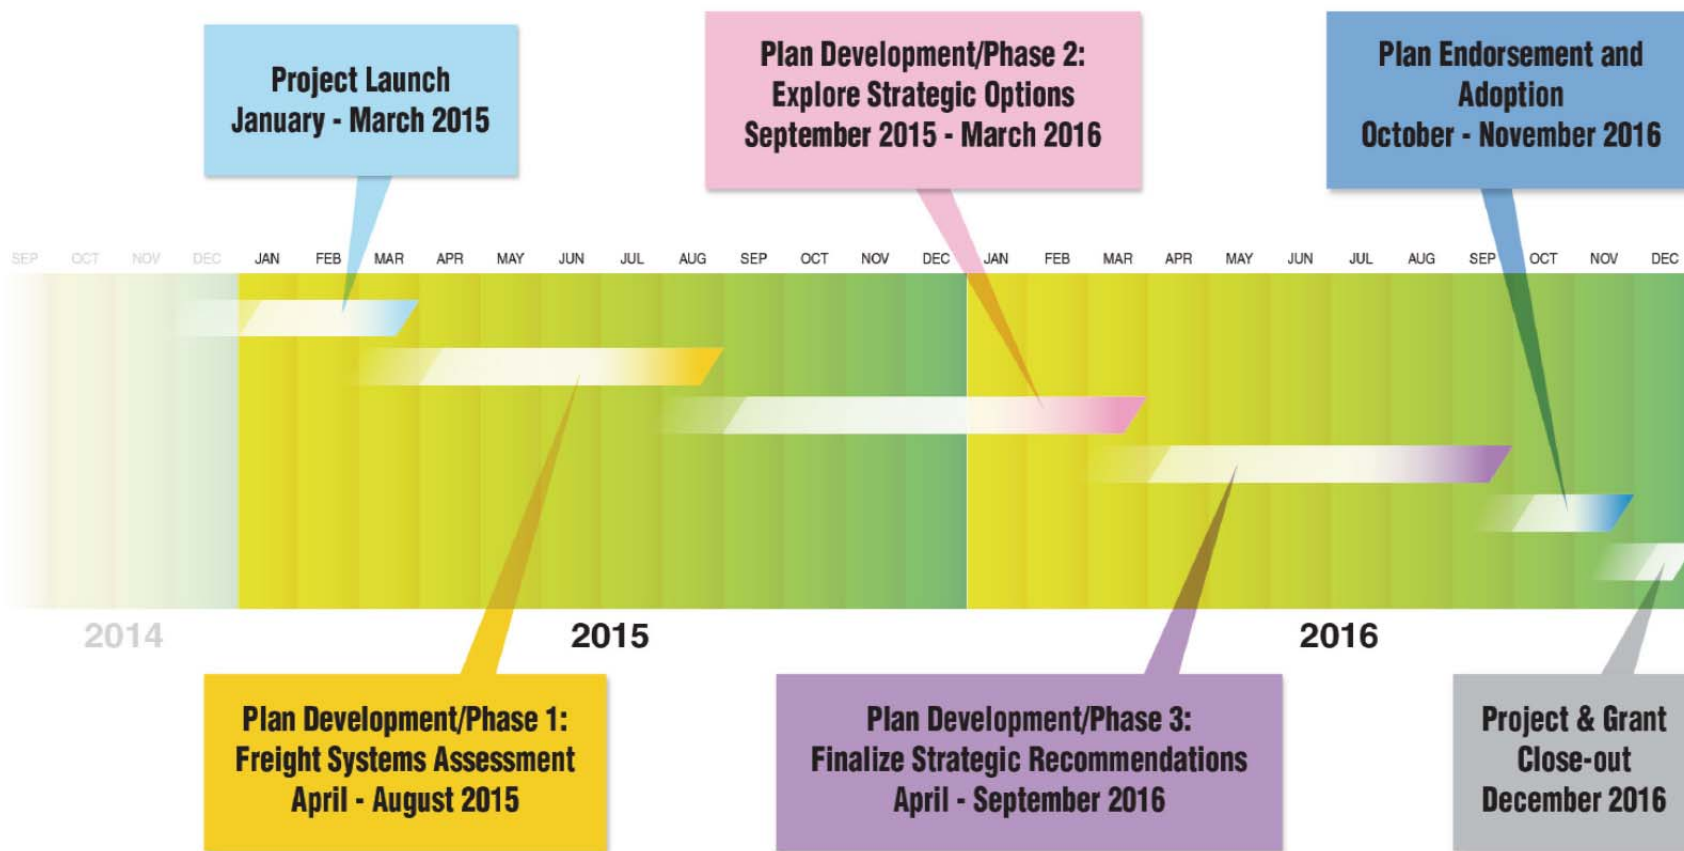 Project Launch
January - March 2015
Plan Development/Phase 2:
Explore Strategic Options
September 2015 - March 2016
Plan Endorsement and
Adoption
October - November 2016
SEP OCT NOV DEC JAN FEB MAR APR MAY JUN JUL AUG SEP OCT NOV DEC JAN FEB MAR APR MAY JUN JUL AUG SEP OCT NOV DEC
2014 2015 2016
Plan Development/Phase 1:
Freight Systems Assessment
April - August 2015
Plan Development/Phase 3:
Finalize Strategic Recommendations
April - September 2016
Project & Grant
Close-out
December 2016